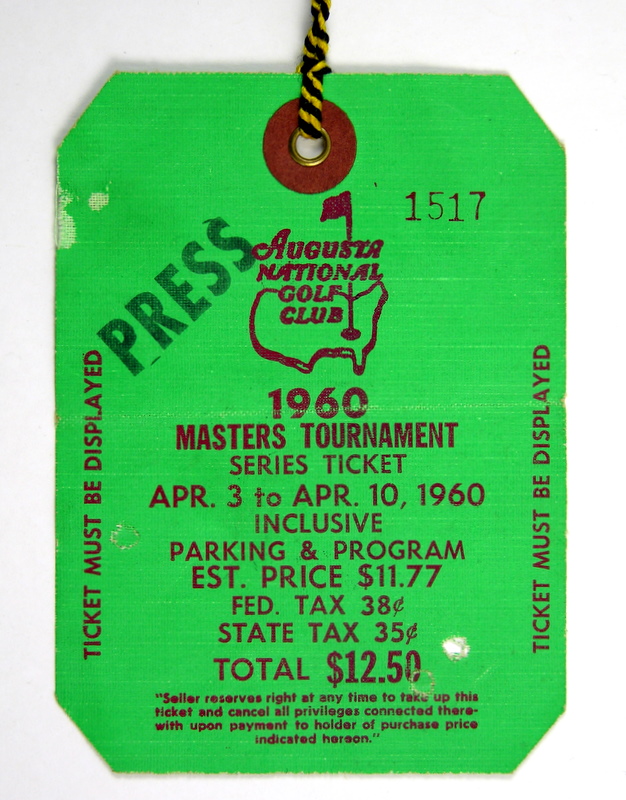 1517
PRESS
AUGUSTA
NATIONAL
GOLF
CLUB
1960
MASTERS TOURNAMENT
SERIES TICKET
APR. 3 to APR. 10, 1960
INCLUSIVE
PARKING & PROGRAM
EST. PRICE $11.77
FED. TAX 38¢
STATE TAX 35¢
TOTAL $12.50
"Seller reserves right at any time to take up this
ticket and cancel all privileges connected there-
with upon payment to holder of purchase price
indicated hereon."
TICKET MUST BE DISPLAYED
TICKET MUST BE DISPLAYED